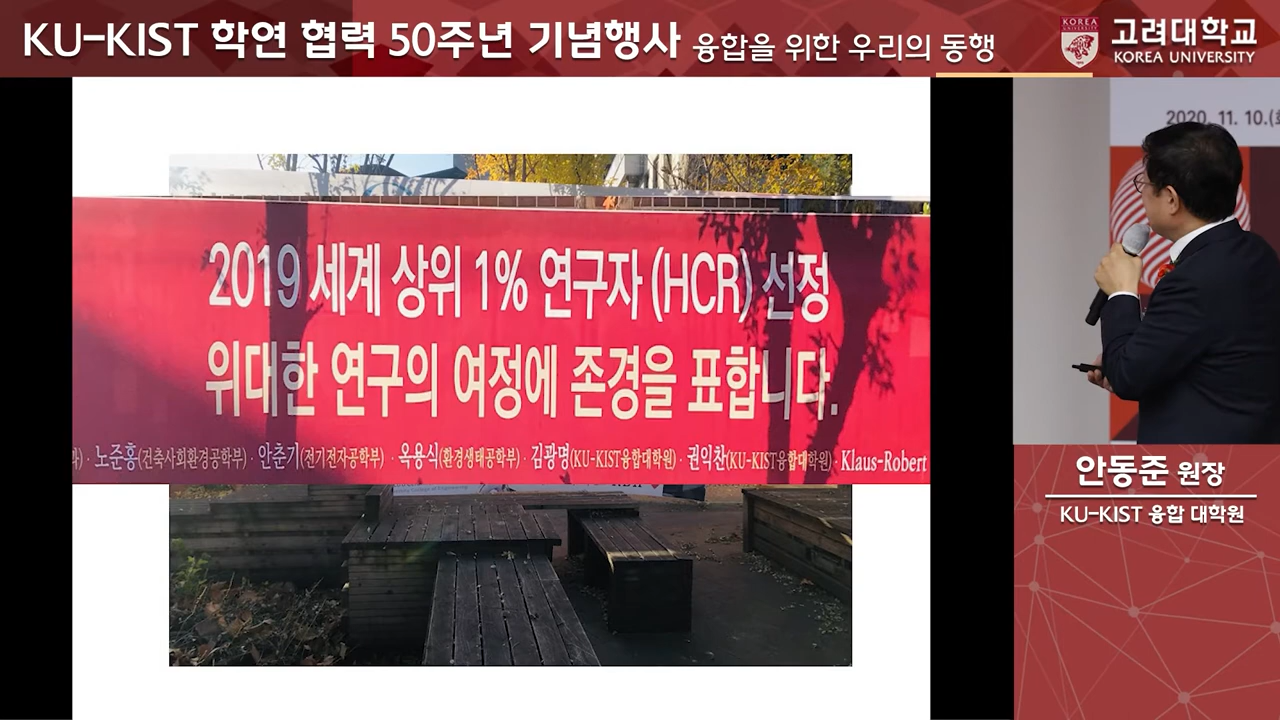 KU-KIST 학연 협력 50주년 기념행사 융합을 위한 우리의 동행
KOREA
UNIVERSITY
고려대학교
KOREA UNIVERSITY
2020. 11. 10.(화
2019 세계 상위 1% 연구자 (HCR) 선정
위대한 연구의 여정에 존경을 표합니다.
노준홍(건축사회환경공학부) · 안춘기(전기전자공학부) · 옥용식(환경생태공학부) · 김광명(KU-KIST융합대학원) · 권익찬(KU-KIST융합대학원) · Klaus-Robert
안동준 원장
KU-KIST 융합 대학원